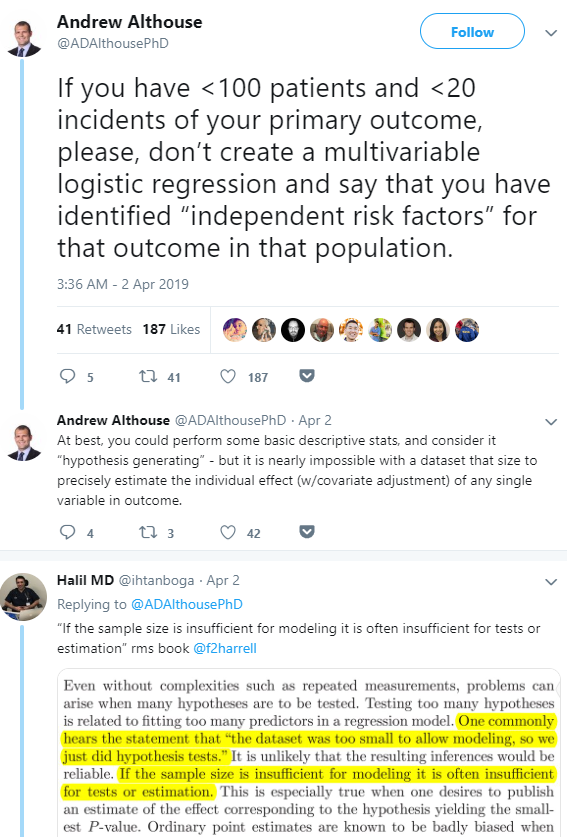 Andrew Althouse
@ADAlthousePhD
Follow
If you have <100 patients and <20
incidents of your primary outcome,
please, don’t create a multivariable
logistic regression and say that you have
identified “independent risk factors” for
that outcome in that population.
3:36 AM - 2 Apr 2019
41 Retweets 187 Likes
5 41 187
Andrew Althouse @ADAlthousePhD · Apr 2
At best, you could perform some basic descriptive stats, and consider it
“hypothesis generating” - but it is nearly impossible with a dataset that size to
precisely estimate the individual effect (w/covariate adjustment) of any single
variable in outcome.
4 3 42
Halil MD @ihtanboga · Apr 2
Replying to @ADAlthousePhD
“If the sample size is insufficient for modeling it is often insufficient for tests or
estimation” rms book @f2harrell
Even without complexities such as repeated measurements, problems can
arise when many hypotheses are to be tested. Testing too many hypotheses
is related to fitting too many predictors in a regression model. One commonly
hears the statement that “the dataset was too small to allow modeling, so we
just did hypothesis tests.” It is unlikely that the resulting inferences would be
reliable. If the sample size is insufficient for modeling it is often insufficient
for tests or estimation. This is especially true when one desires to publish
an estimate of the effect corresponding to the hypothesis yielding the small-
est P-value. Ordinary point estimates are known to be badly biased when